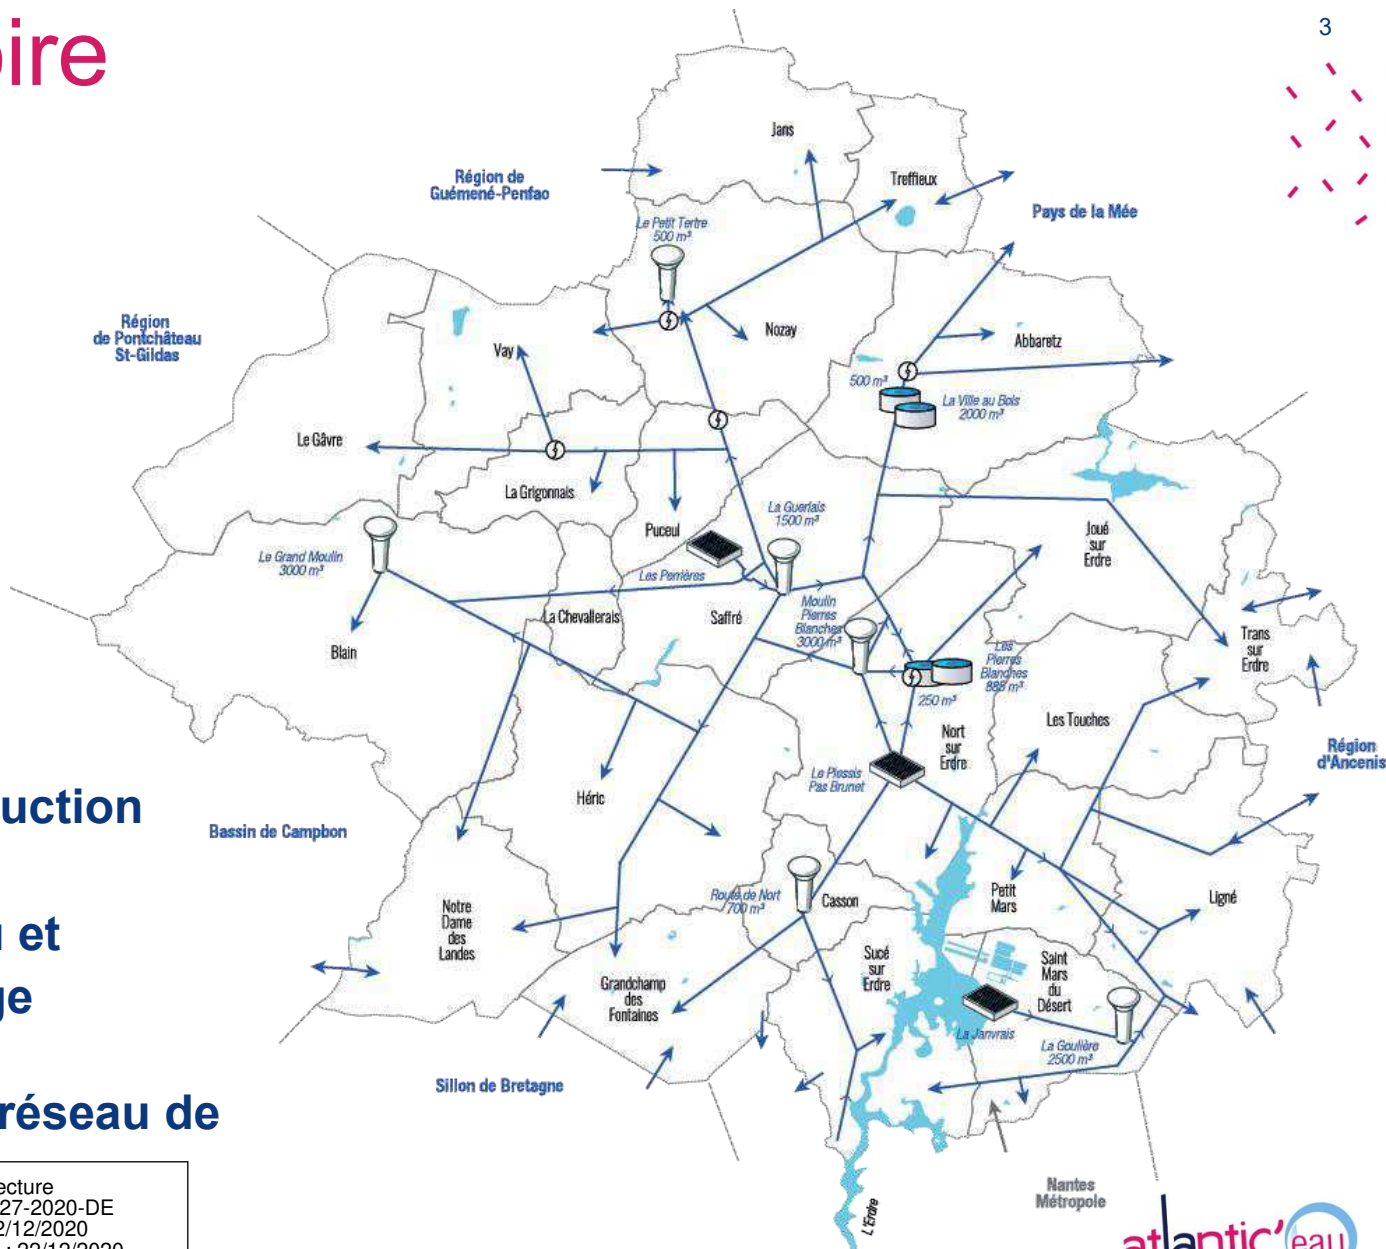 oire
3
Jans
Treffieux
Région de
Guémené-Penfao
Pays de la Mée
Le Petit Tertre
500 m³
Région
de Pontchâteau
St-Gildas
Nozay
Vay
Abbaretz
500 m³
La Ville au Bois
2000 m³
Le Gâvre
La Grigonnais
Puceul
La Guerlais
1500 m³
Joué
sur
Erdre
Le Grand Moulin
3000 m³
Les Perrières
La Chevallerais
Saffré
Moulin
Pierres
Blanches
3000 m³
Blain
Trans
sur
Erdre
Les
Pierres
Blanches
885 m³
250 m³
Les Touches
Nort
sur
Erdre
Région
d'Ancenis
Le Plessis
Pas Brunet
Héric
uction
Bassin de Campbon
Route de Nort
700 m³
Casson
Petit
Mars
Ligné
Notre
Dame
des
Landes
u et
Sucé
sur
Erdre
Saint
Mars
du
Désert
ge
Grandchamp
des
Fontaines
La Janvrais
La Goulière
2500 m³
Sillon de Bretagne
réseau de
ecture
27-2020-DE
2/12/2020
: 22/12/2020
Nantes
Métropole
L'Erdre
atlantic'eau